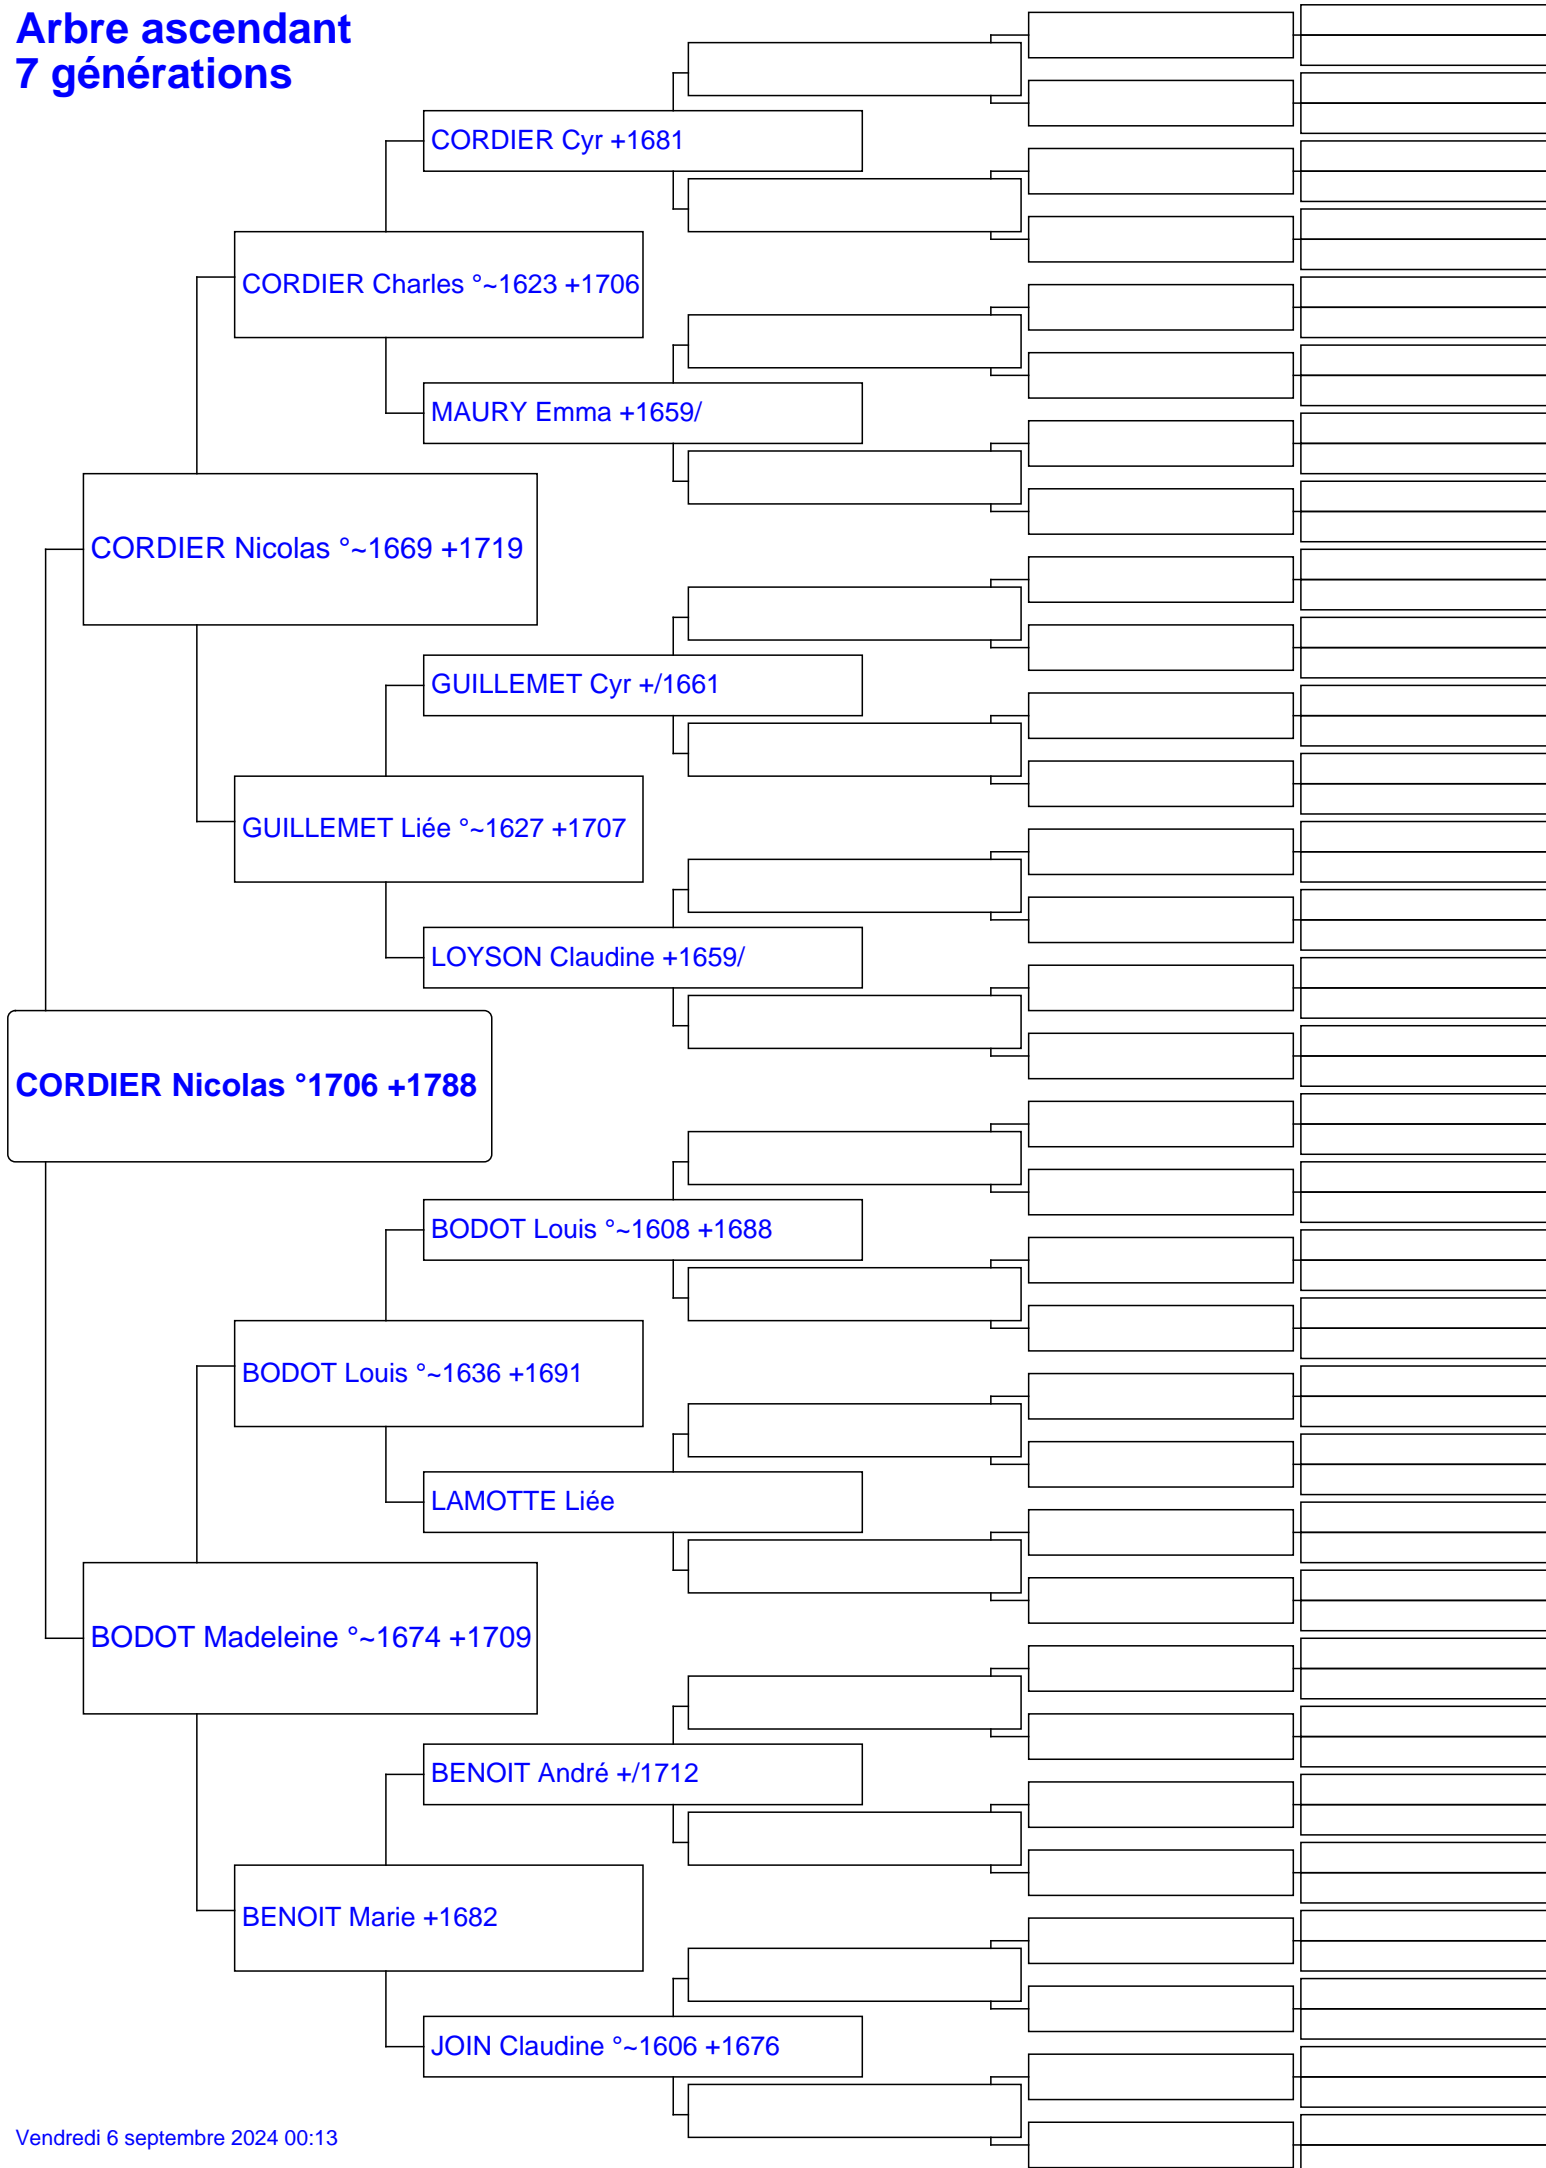 Arbre ascendant
7 générations
CORDIER Cyr +1681
CORDIER Charles °~1623 +1706
MAURY Emma +1659/
CORDIER Nicolas °~1669 +1719
GUILLEMET Cyr +/1661
GUILLEMET Liée °~1627 +1707
LOYSON Claudine +1659/
CORDIER Nicolas °1706 +1788
BODOT Louis °~1608 +1688
BODOT Louis °~1636 +1691
LAMOTTE Liée
BODOT Madeleine °~1674 +1709
BENOIT André +/1712
BENOIT Marie +1682
JOIN Claudine °~1606 +1676
Vendredi 6 septembre 2024 00:13